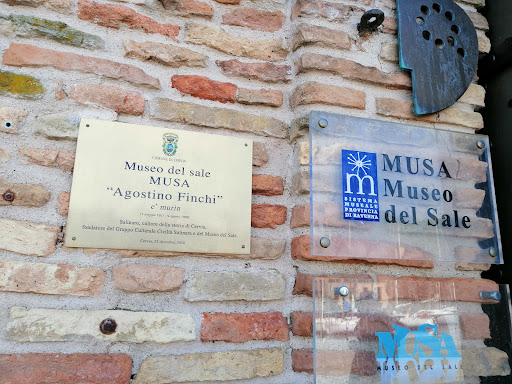 COMUNE DI CERVIA
Museo del sale
MUSA
"Agostino Finchi"
e' murin
Salinaro, cultore della storia di Cervia,
fondatore del Gruppo Culturale Civiltà Salinara e del Museo del Sale
Cervia,
m
SISTEMA
MUSEALE
PROVINCIA
DI RAVENNA
MUSA
Museo
del Sale
MUSA
MUSEO DEL SALE